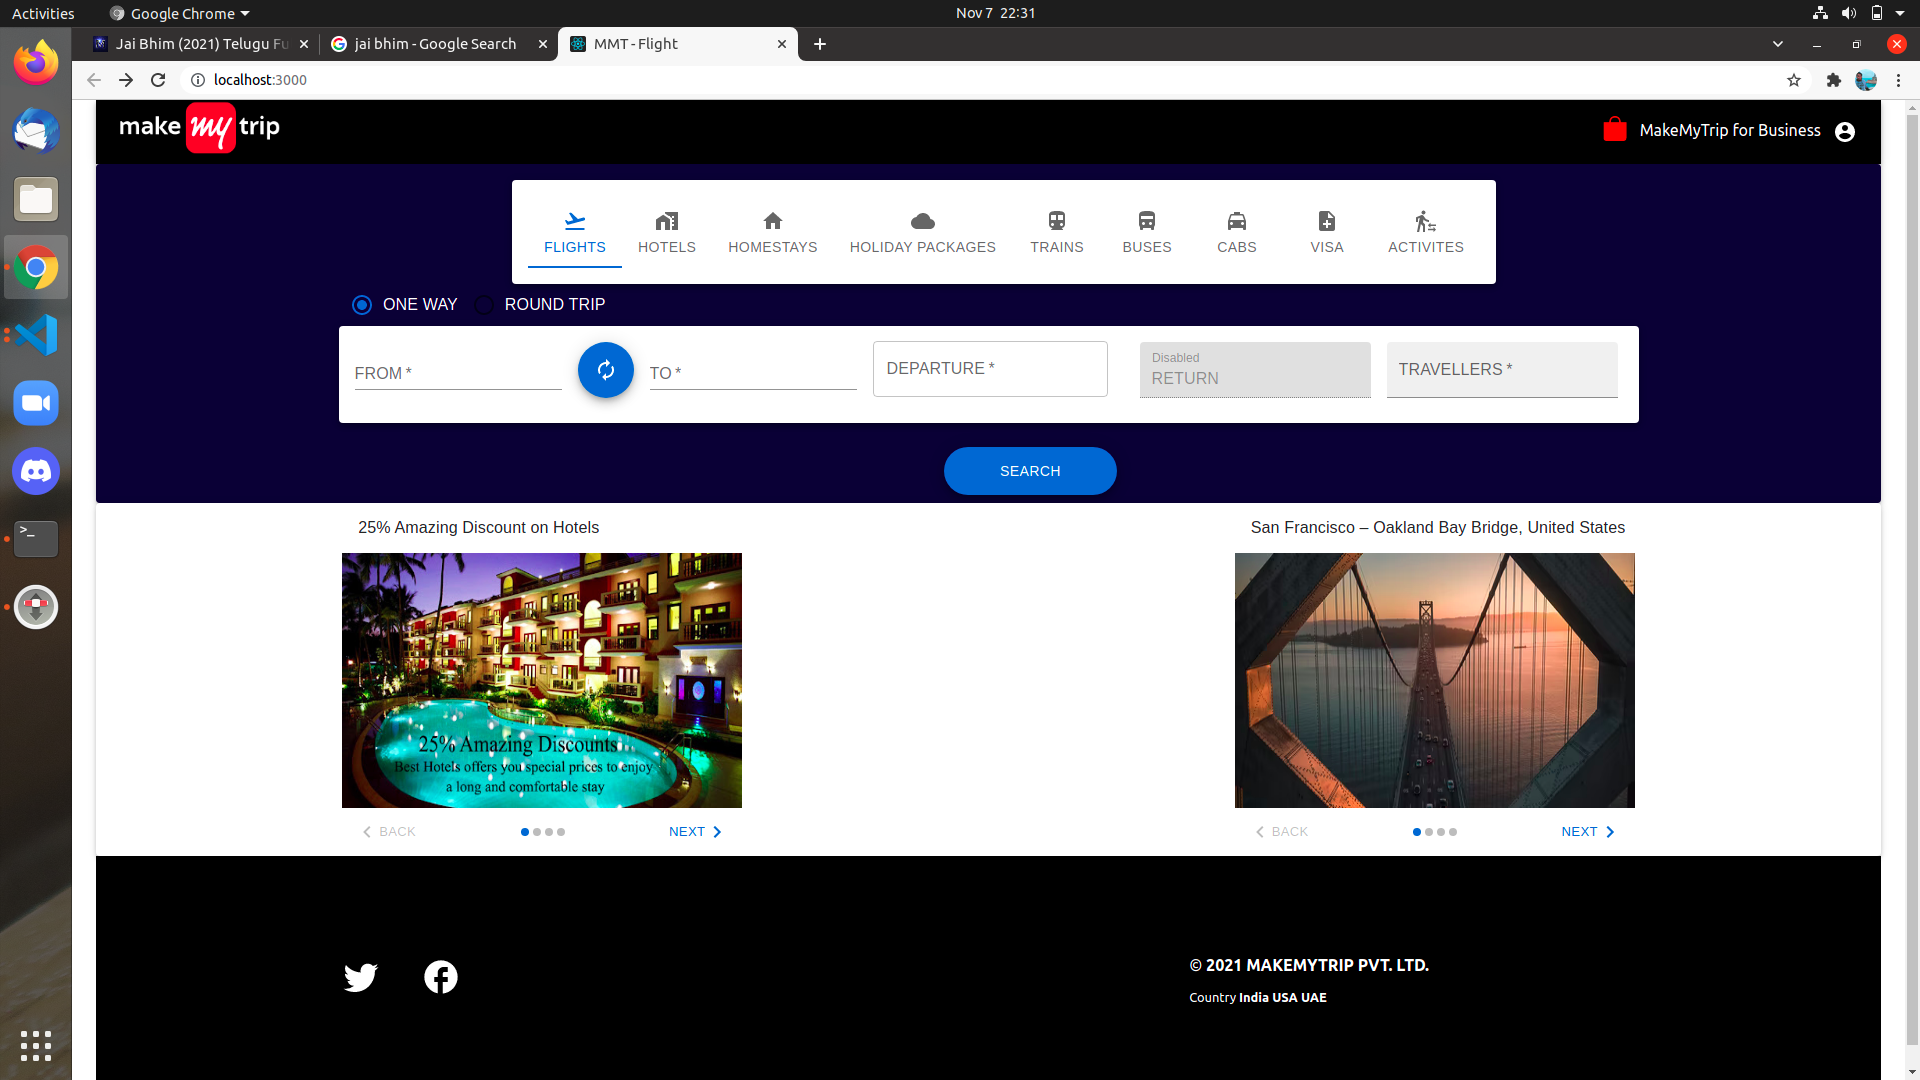 Activities
Google Chrome
Nov 7 22:31
Jai Bhim (2021) Telugu Fu
jai bhim - Google Search
MMT - Flight
localhost:3000
make my trip
MakeMyTrip for Business
FLIGHTS
HOTELS
HOMESTAYS
HOLIDAY PACKAGES
TRAINS
BUSES
CABS
VISA
ACTIVITES
ONE WAY
ROUND TRIP
FROM *
TO *
DEPARTURE *
Disabled
RETURN
TRAVELLERS *
SEARCH
25% Amazing Discount on Hotels
San Francisco – Oakland Bay Bridge, United States
25% Amazing Discounts
Best Hotels offers you special prices to enjoy
a long and comfortable stay
BACK
NEXT
BACK
NEXT
© 2021 MAKEMYTRIP PVT. LTD.
Country India USA UAE